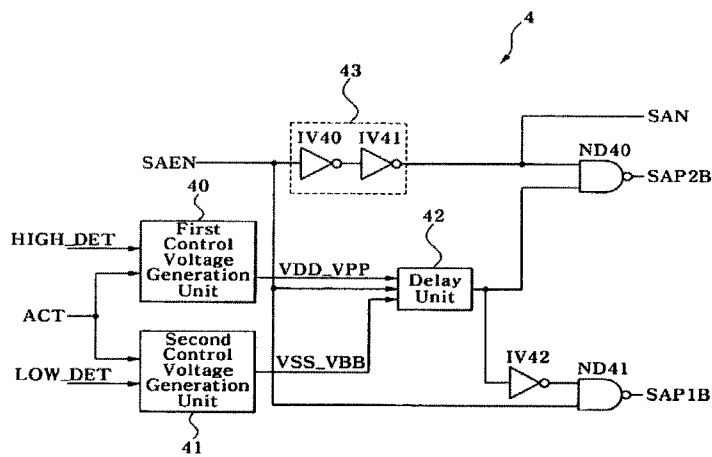 4
43
IV40 IV41
SAN
ND40
SAEN
SAP2B
40
HIGH_DET
First
Control
Voltage
Generation
Unit
42
VDD_VPP
Delay
Unit
ACT
Second
Control
Voltage
Generation
Unit
VSS_VBB
LOW_DET
IV42
ND41
SAP1B
41